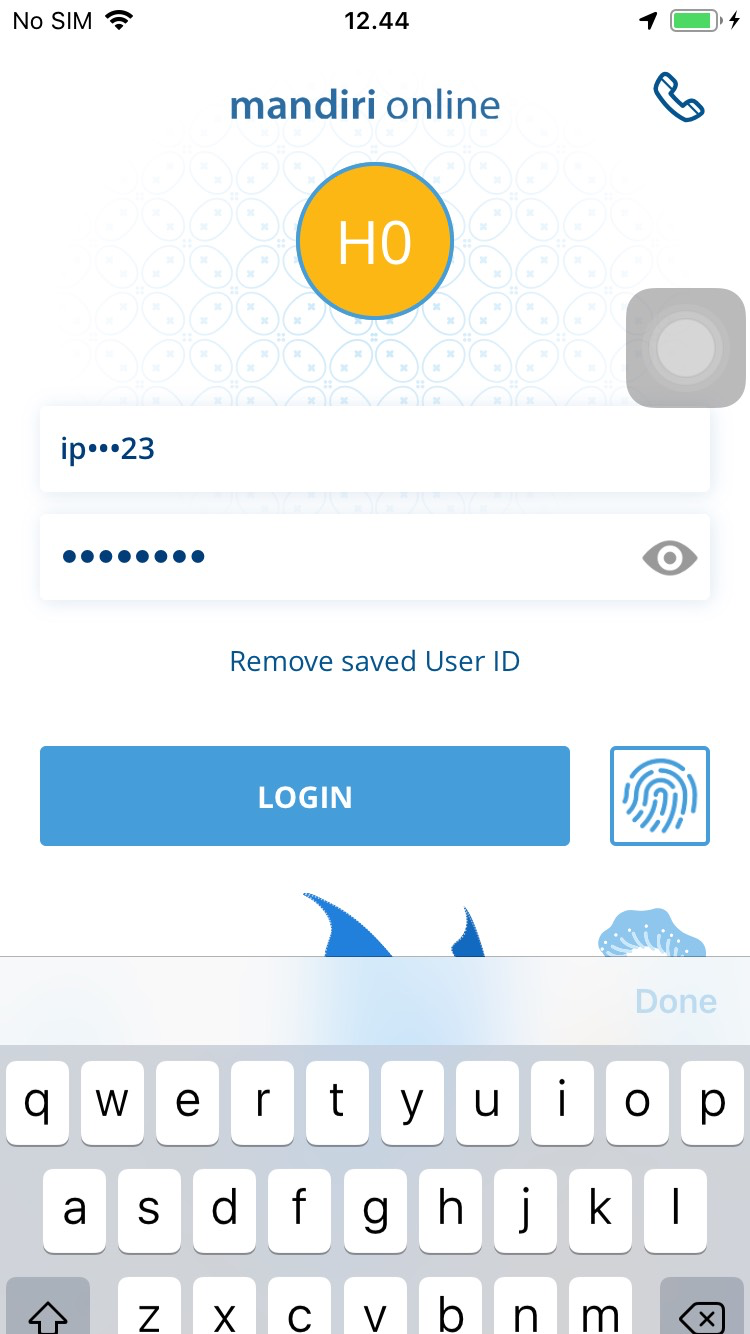 No SIM 12.44
mandiri online
H0
ip•••23
••••••••
Remove saved User ID
LOGIN
Done
q w e r t y u i o p
a s d f g h j k l
z x c v b n m